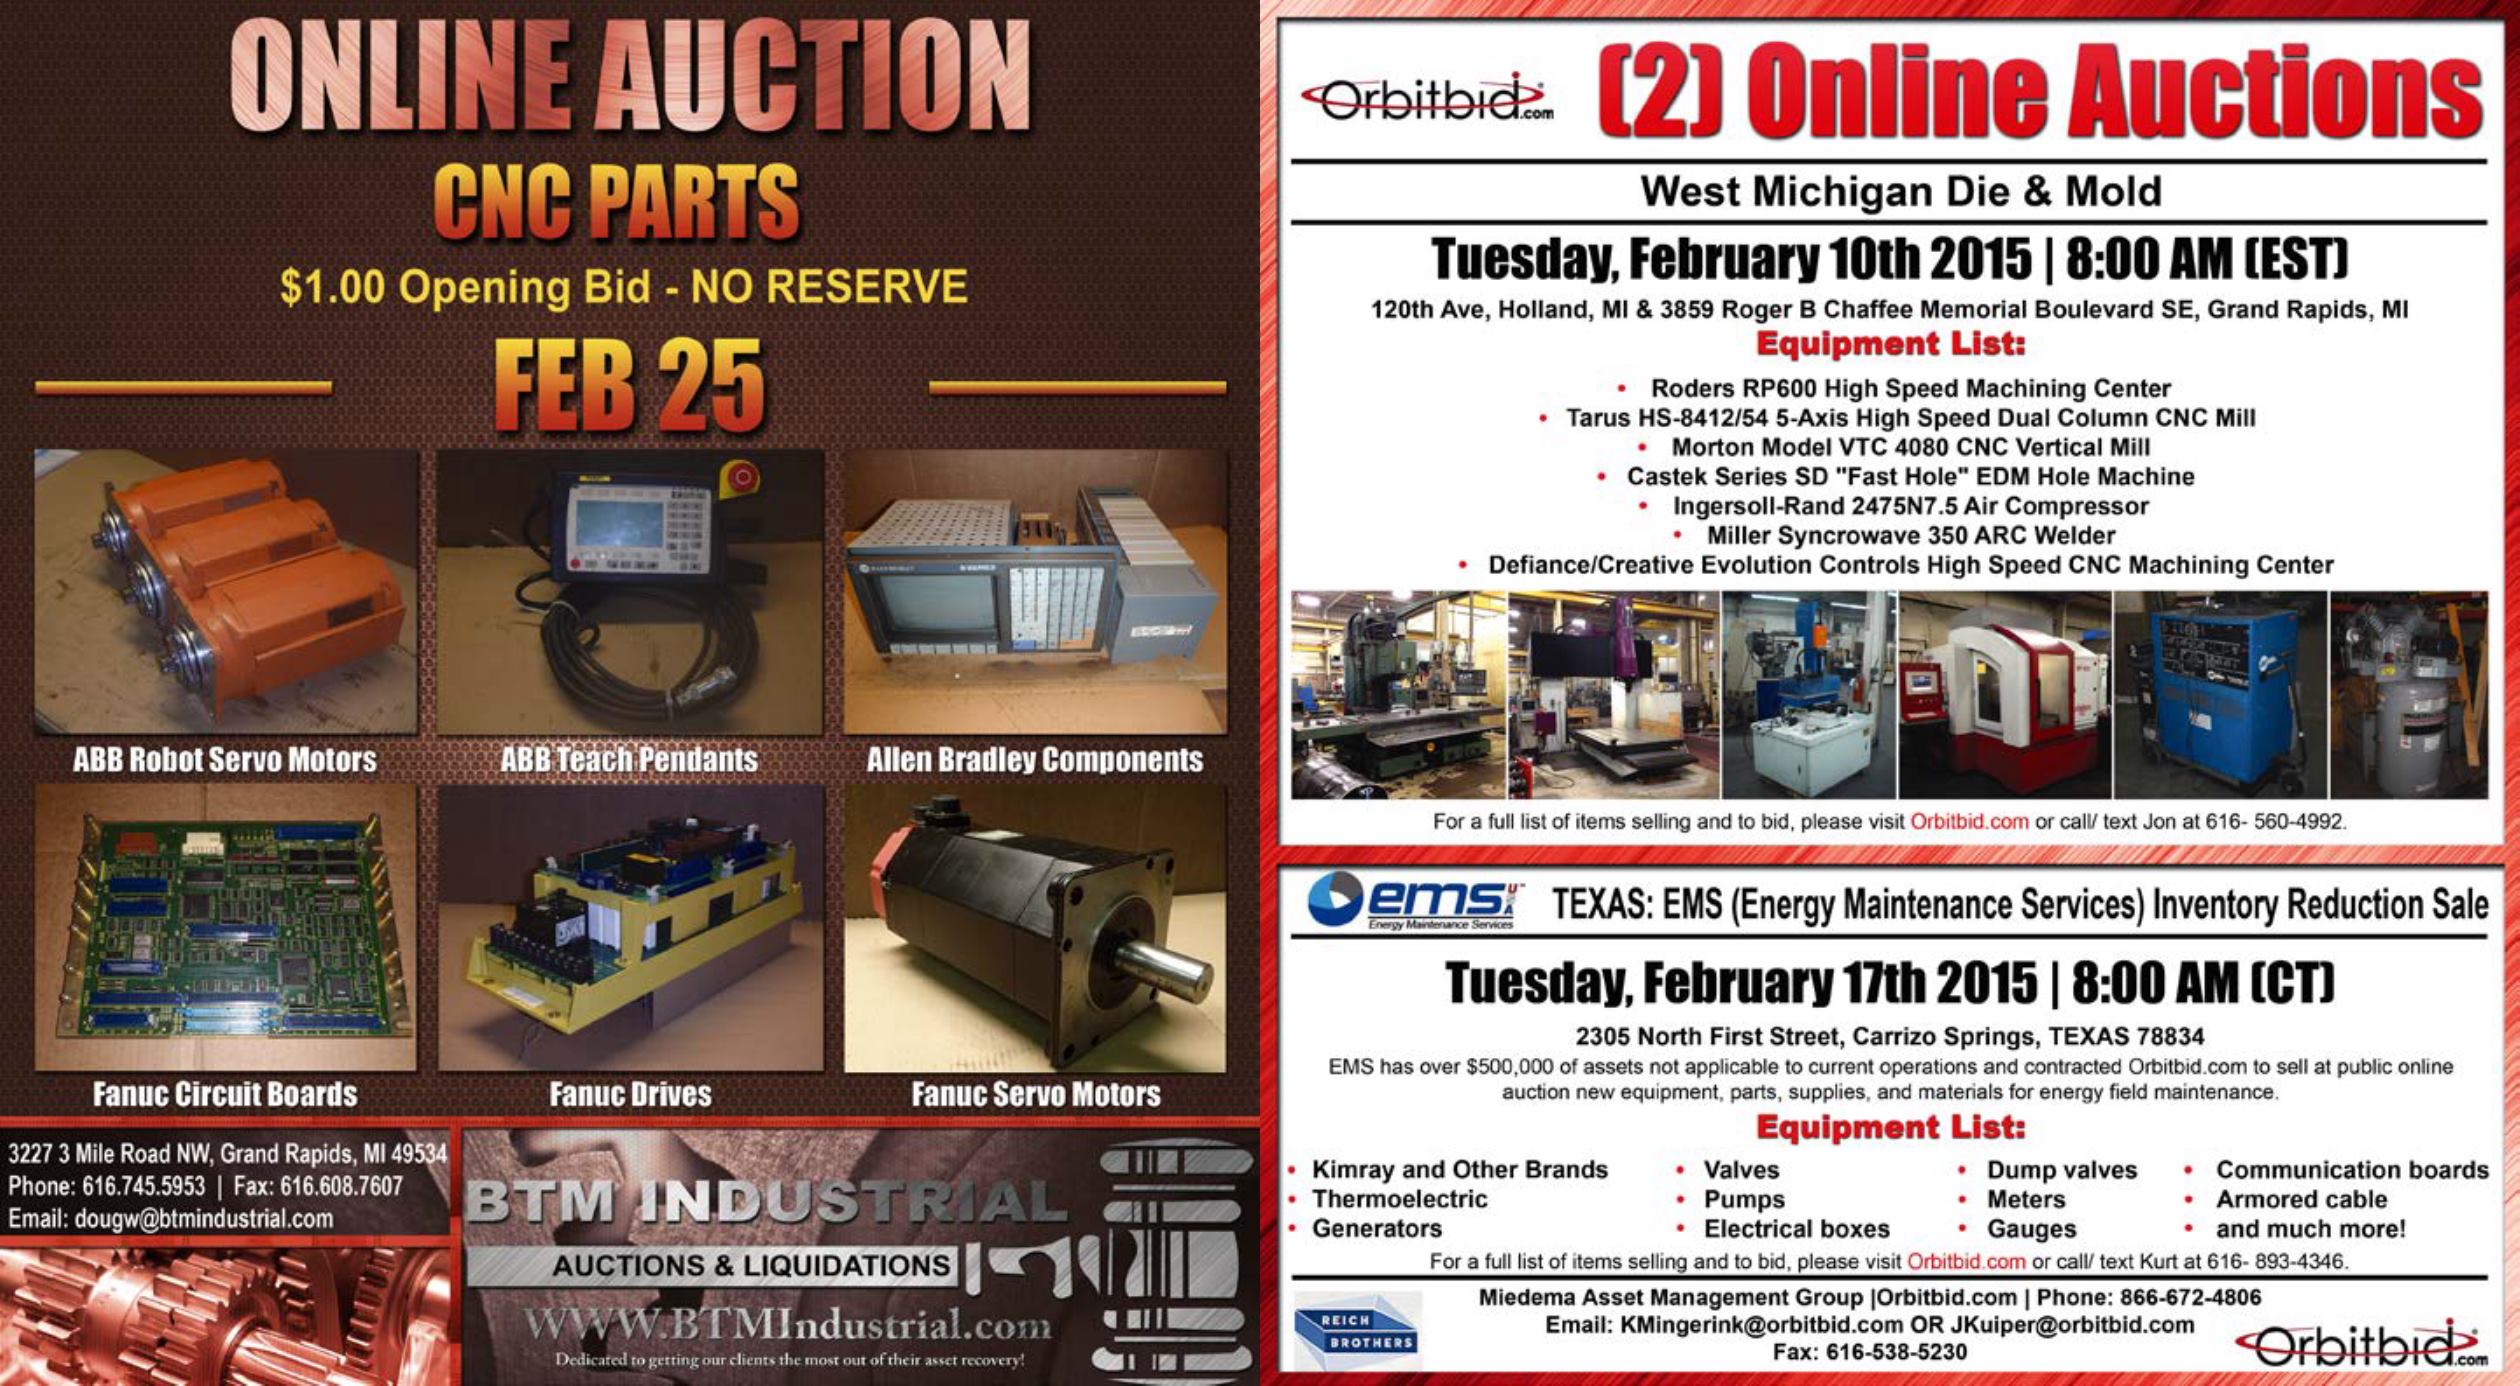 ONLINE AUCTION
CNC PARTS
$1.00 Opening Bid - NO RESERVE
FEB 25
ABB Robot Servo Motors
ABB Teach Pendants
Allen Bradley Components
Fanuc Circuit Boards
Fanuc Drives
Fanuc Servo Motors
3227 3 Mile Road NW, Grand Rapids, MI 49534
Phone: 616.745.5953 | Fax: 616.608.7607
Email: dougw@btmindustrial.com
BTM INDUSTRIAL
AUCTIONS & LIQUIDATIONS
WWW.BTMIndustrial.com
Dedicated to getting our clients the most out of their asset recovery!
Orbitbid.com
(2) Online Auctions
West Michigan Die & Mold
Tuesday, February 10th 2015 | 8:00 AM (EST)
120th Ave, Holland, MI & 3859 Roger B Chaffee Memorial Boulevard SE, Grand Rapids, MI
Equipment List:
• Roders RP600 High Speed Machining Center
• Tarus HS-8412/54 5-Axis High Speed Dual Column CNC Mill
• Morton Model VTC 4080 CNC Vertical Mill
• Castek Series SD "Fast Hole" EDM Hole Machine
• Ingersoll-Rand 2475N7.5 Air Compressor
• Miller Syncrowave 350 ARC Welder
• Defiance/Creative Evolution Controls High Speed CNC Machining Center
For a full list of items selling and to bid, please visit Orbitbid.com or call/ text Jon at 616- 560-4992.
ems USA
Energy Maintenance Services
TEXAS: EMS (Energy Maintenance Services) Inventory Reduction Sale
Tuesday, February 17th 2015 | 8:00 AM (CT)
2305 North First Street, Carrizo Springs, TEXAS 78834
EMS has over $500,000 of assets not applicable to current operations and contracted Orbitbid.com to sell at public online
auction new equipment, parts, supplies, and materials for energy field maintenance.
Equipment List:
• Kimray and Other Brands
• Thermoelectric
• Generators
• Valves
• Pumps
• Electrical boxes
• Dump valves
• Meters
• Gauges
• Communication boards
• Armored cable
• and much more!
For a full list of items selling and to bid, please visit Orbitbid.com or call/ text Kurt at 616- 893-4346.
REICH
BROTHERS
Miedema Asset Management Group |Orbitbid.com | Phone: 866-672-4806
Email: KMingerink@orbitbid.com OR JKuiper@orbitbid.com
Fax: 616-538-5230
Orbitbid.com